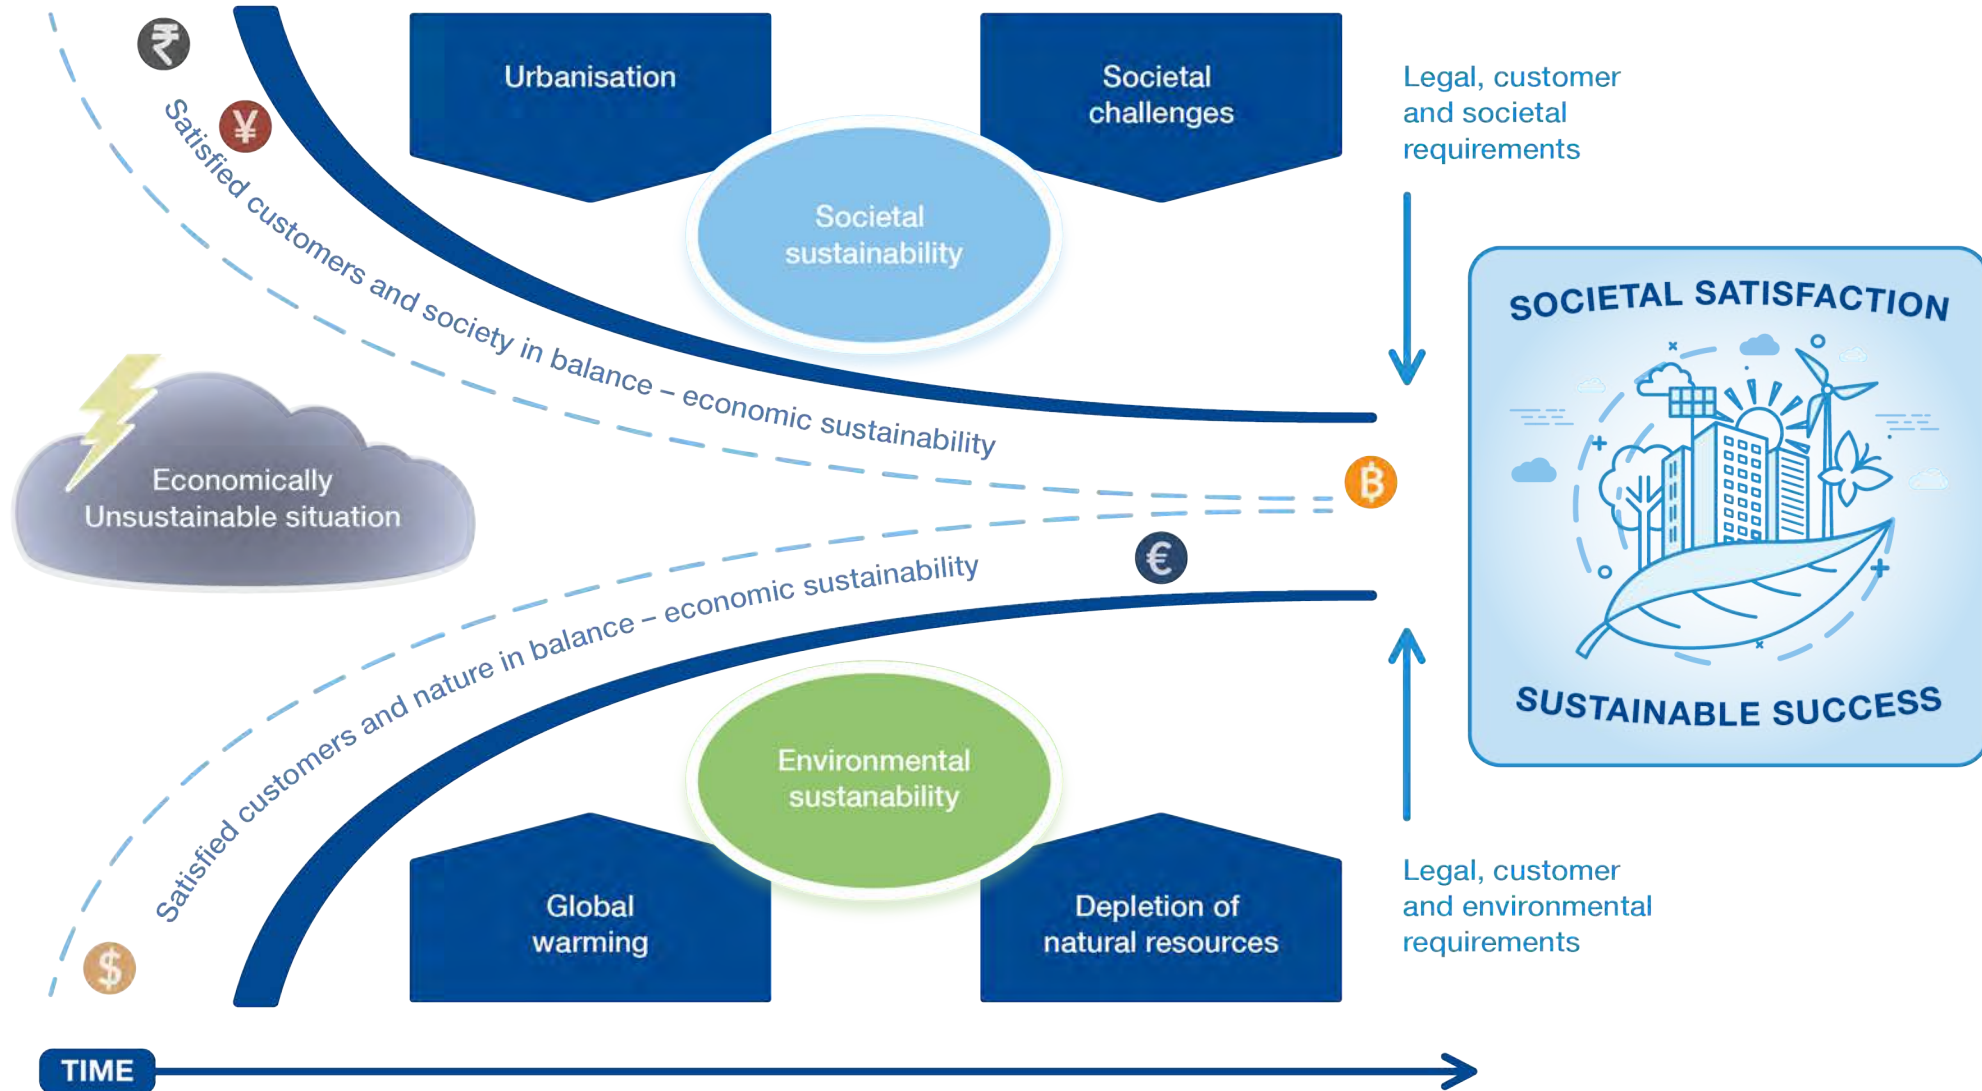 ₹
¥
Urbanisation
Societal
challenges
Legal, customer
and societal
requirements
Satisfied customers and society in balance – economic sustainability
Societal
sustainability
SOCIETAL SATISFACTION
Economically
Unsustainable situation
₿
€
Satisfied customers and nature in balance – economic sustainability
SUSTAINABLE SUCCESS
Environmental
sustanability
Global
warming
Depletion of
natural resources
Legal, customer
and environmental
requirements
$
TIME